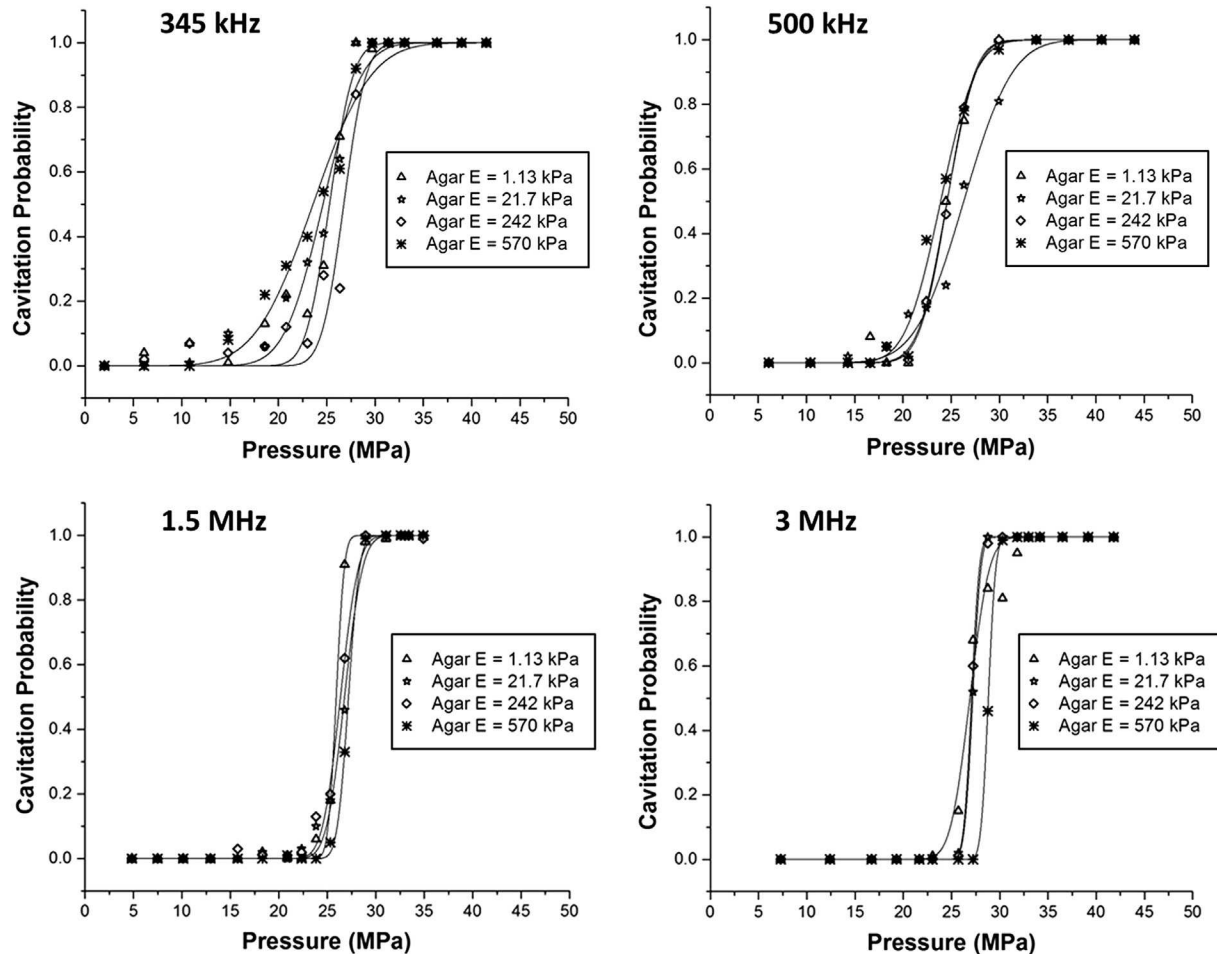 345 kHz
1.0
0.8
0.6
0.4
0.2
0.0
Cavitation Probability
Agar E = 1.13 kPa
Agar E = 21.7 kPa
Agar E = 242 kPa
Agar E = 570 kPa
0 5 10 15 20 25 30 35 40 45 50
Pressure (MPa)
500 kHz
1.0
0.8
0.6
0.4
0.2
0.0
Cavitation Probability
Agar E = 1.13 kPa
Agar E = 21.7 kPa
Agar E = 242 kPa
Agar E = 570 kPa
0 5 10 15 20 25 30 35 40 45 50
Pressure (MPa)
1.5 MHz
1.0
0.8
0.6
0.4
0.2
0.0
Cavitation Probability
Agar E = 1.13 kPa
Agar E = 21.7 kPa
Agar E = 242 kPa
Agar E = 570 kPa
0 5 10 15 20 25 30 35 40 45 50
Pressure (MPa)
3 MHz
1.0
0.8
0.6
0.4
0.2
0.0
Cavitation Probability
Agar E = 1.13 kPa
Agar E = 21.7 kPa
Agar E = 242 kPa
Agar E = 570 kPa
0 5 10 15 20 25 30 35 40 45 50
Pressure (MPa)